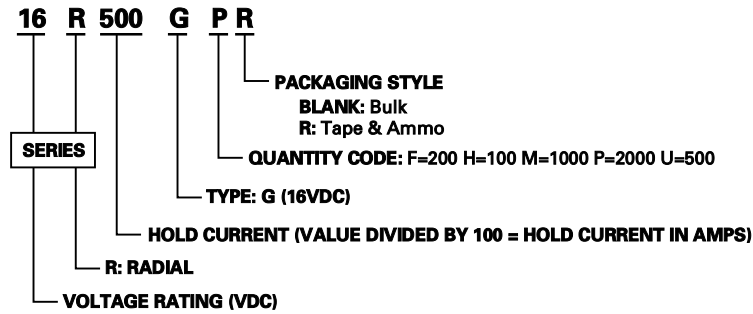 16 R 500 G P R
PACKAGING STYLE
BLANK: Bulk
R: Tape & Ammo
SERIES
QUANTITY CODE: F=200 H=100 M=1000 P=2000 U=500
TYPE: G (16VDC)
HOLD CURRENT (VALUE DIVIDED BY 100 = HOLD CURRENT IN AMPS)
R: RADIAL
VOLTAGE RATING (VDC)